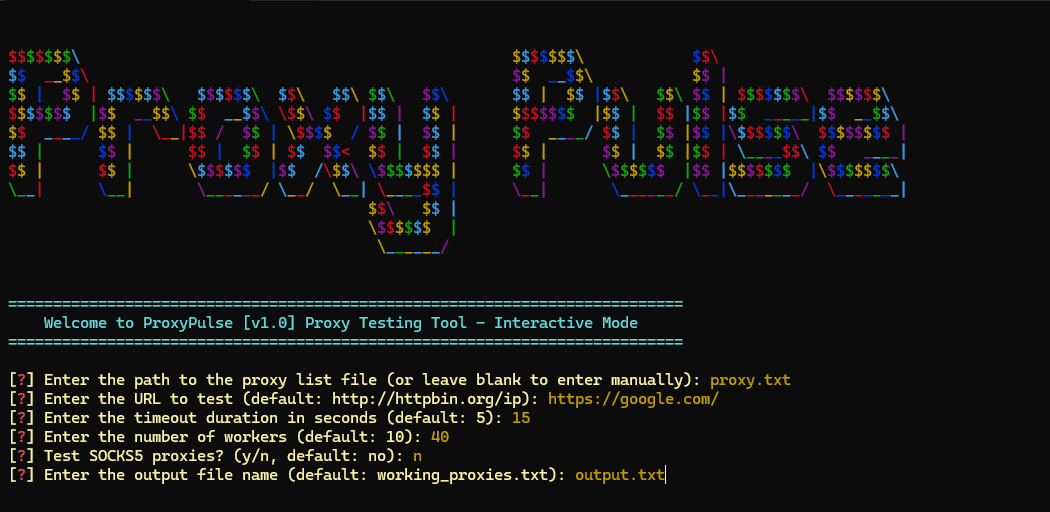 Proxy Pulse
=========================================================================
Welcome to ProxyPulse [v1.0] Proxy Testing Tool - Interactive Mode
=========================================================================
[?] Enter the path to the proxy list file (or leave blank to enter manually): proxy.txt
[?] Enter the URL to test (default: http://httpbin.org/ip): https://google.com/
[?] Enter the timeout duration in seconds (default: 5): 15
[?] Enter the number of workers (default: 10): 40
[?] Test SOCKS5 proxies? (y/n, default: no): n
[?] Enter the output file name (default: working_proxies.txt): output.txt